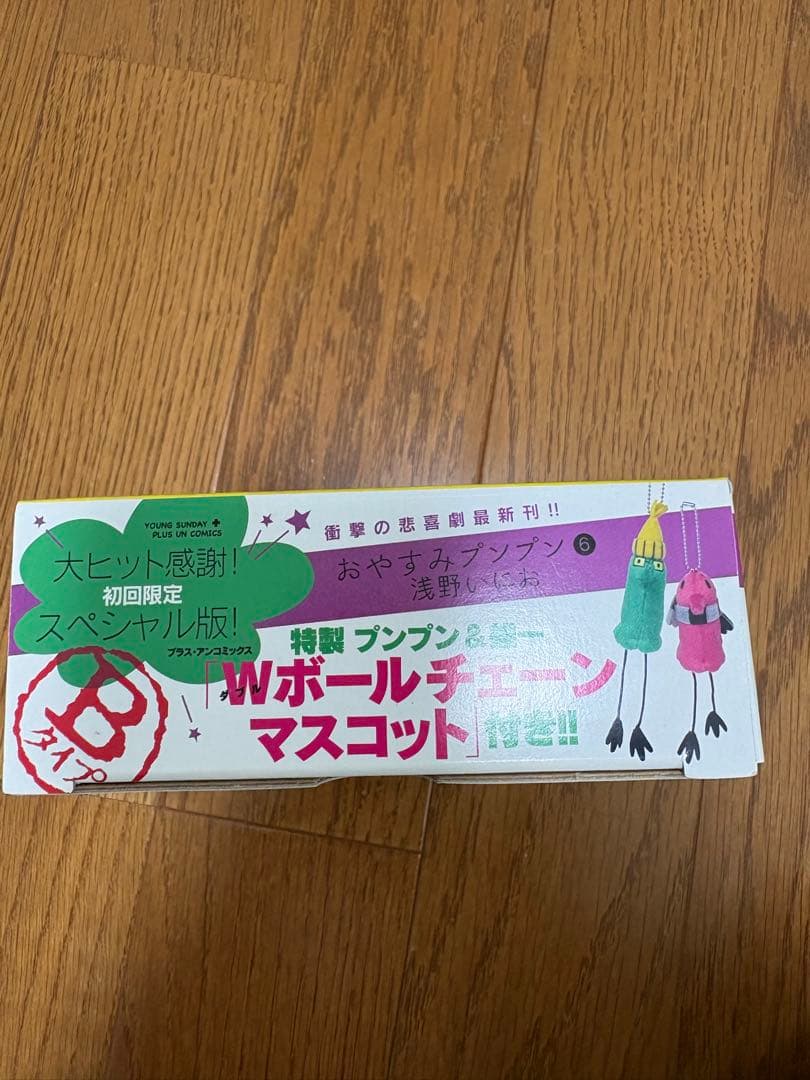 YOUNG SUNDAY ✚
PLUS UN COMICS
大ヒット感謝!
初回限定
スペシャル版!
プラス・アンコミックス
衝撃の悲喜劇最新刊!!
おやすみプンプン❻
浅野いにお
特製 プンプン&
「Wボールチェーン
ダブル
マスコット」付き!!
B
タイプ